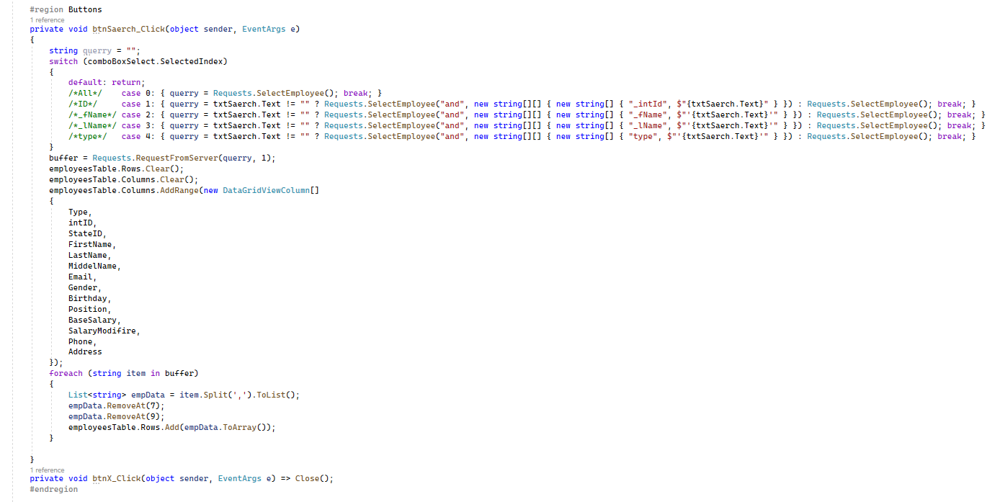 #region Buttons
1 reference
private void btnSaerch_Click(object sender, EventArgs e)
{
string querry = "";
switch (comboBoxSelect.SelectedIndex)
{
default: return;
/*All*/ case 0: { querry = Requests.SelectEmployee(); break; }
/*ID*/ case 1: { querry = txtSaerch.Text != "" ? Requests.SelectEmployee("and", new string[][] { new string[] { "_intId", $"{txtSaerch.Text}" } }) : Requests.SelectEmployee(); break; }
/*_fName*/ case 2: { querry = txtSaerch.Text != "" ? Requests.SelectEmployee("and", new string[][] { new string[] { "_fName", $"'{txtSaerch.Text}'" } }) : Requests.SelectEmployee(); break; }
/*_lName*/ case 3: { querry = txtSaerch.Text != "" ? Requests.SelectEmployee("and", new string[][] { new string[] { "_lName", $"'{txtSaerch.Text}'" } }) : Requests.SelectEmployee(); break; }
/*type*/ case 4: { querry = txtSaerch.Text != "" ? Requests.SelectEmployee("and", new string[][] { new string[] { "type", $"'{txtSaerch.Text}'" } }) : Requests.SelectEmployee(); break; }
}
buffer = Requests.RequestFromServer(querry, 1);
employeesTable.Rows.Clear();
employeesTable.Columns.Clear();
employeesTable.Columns.AddRange(new DataGridViewColumn[]
{
Type,
intID,
StateID,
FirstName,
LastName,
MiddelName,
Email,
Gender,
Birthday,
Position,
BaseSalary,
SalaryModifire,
Phone,
Address
});
foreach (string item in buffer)
{
List<string> empData = item.Split(',').ToList();
empData.RemoveAt(7);
empData.RemoveAt(9);
employeesTable.Rows.Add(empData.ToArray());
}
}
1 reference
private void btnX_Click(object sender, EventArgs e) => Close();
#endregion